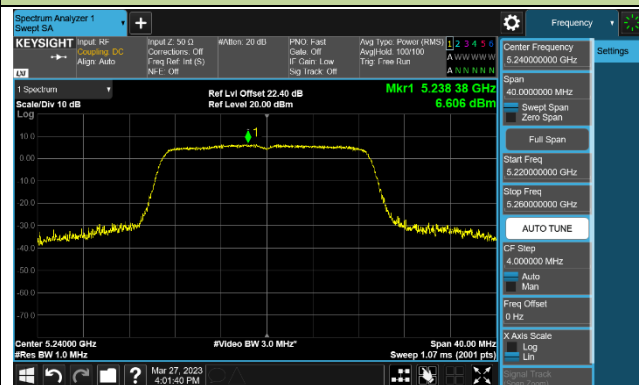 Spectrum Analyzer 1
Swept SA
+
Frequency
KEYSIGHT
Input: RF
Coupling: DC
Align: Auto
Input Z: 50 Ω
Corrections: Off
Freq Ref: Int (S)
NFE: Off
#Atten: 20 dB
PNO: Fast
Gate: Off
IF Gain: Low
Sig Track: Off
Avg Type: Power (RMS)
Avg|Hold: 100/100
Trig: Free Run
1 2 3 4 5 6
A W W W W W
A N N N N N
LXI
1 Spectrum
Scale/Div 10 dB
Log
Ref Lvl Offset 22.40 dB
Ref Level 20.00 dBm
Mkr1 5.238 38 GHz
6.606 dBm
1
10.0
0.00
-10.0
-20.0
-30.0
-40.0
-50.0
-60.0
-70.0
Center 5.24000 GHz
#Res BW 1.0 MHz
#Video BW 3.0 MHz*
Span 40.00 MHz
Sweep 1.07 ms (2001 pts)
Mar 27, 2023
4:01:40 PM
?
Center Frequency
5.240000000 GHz
Settings
Span
40.0000000 MHz
Swept Span
Zero Span
Full Span
Start Freq
5.220000000 GHz
Stop Freq
5.260000000 GHz
AUTO TUNE
CF Step
4.000000 MHz
Auto
Man
Freq Offset
0 Hz
X Axis Scale
Log
Lin
Signal Track